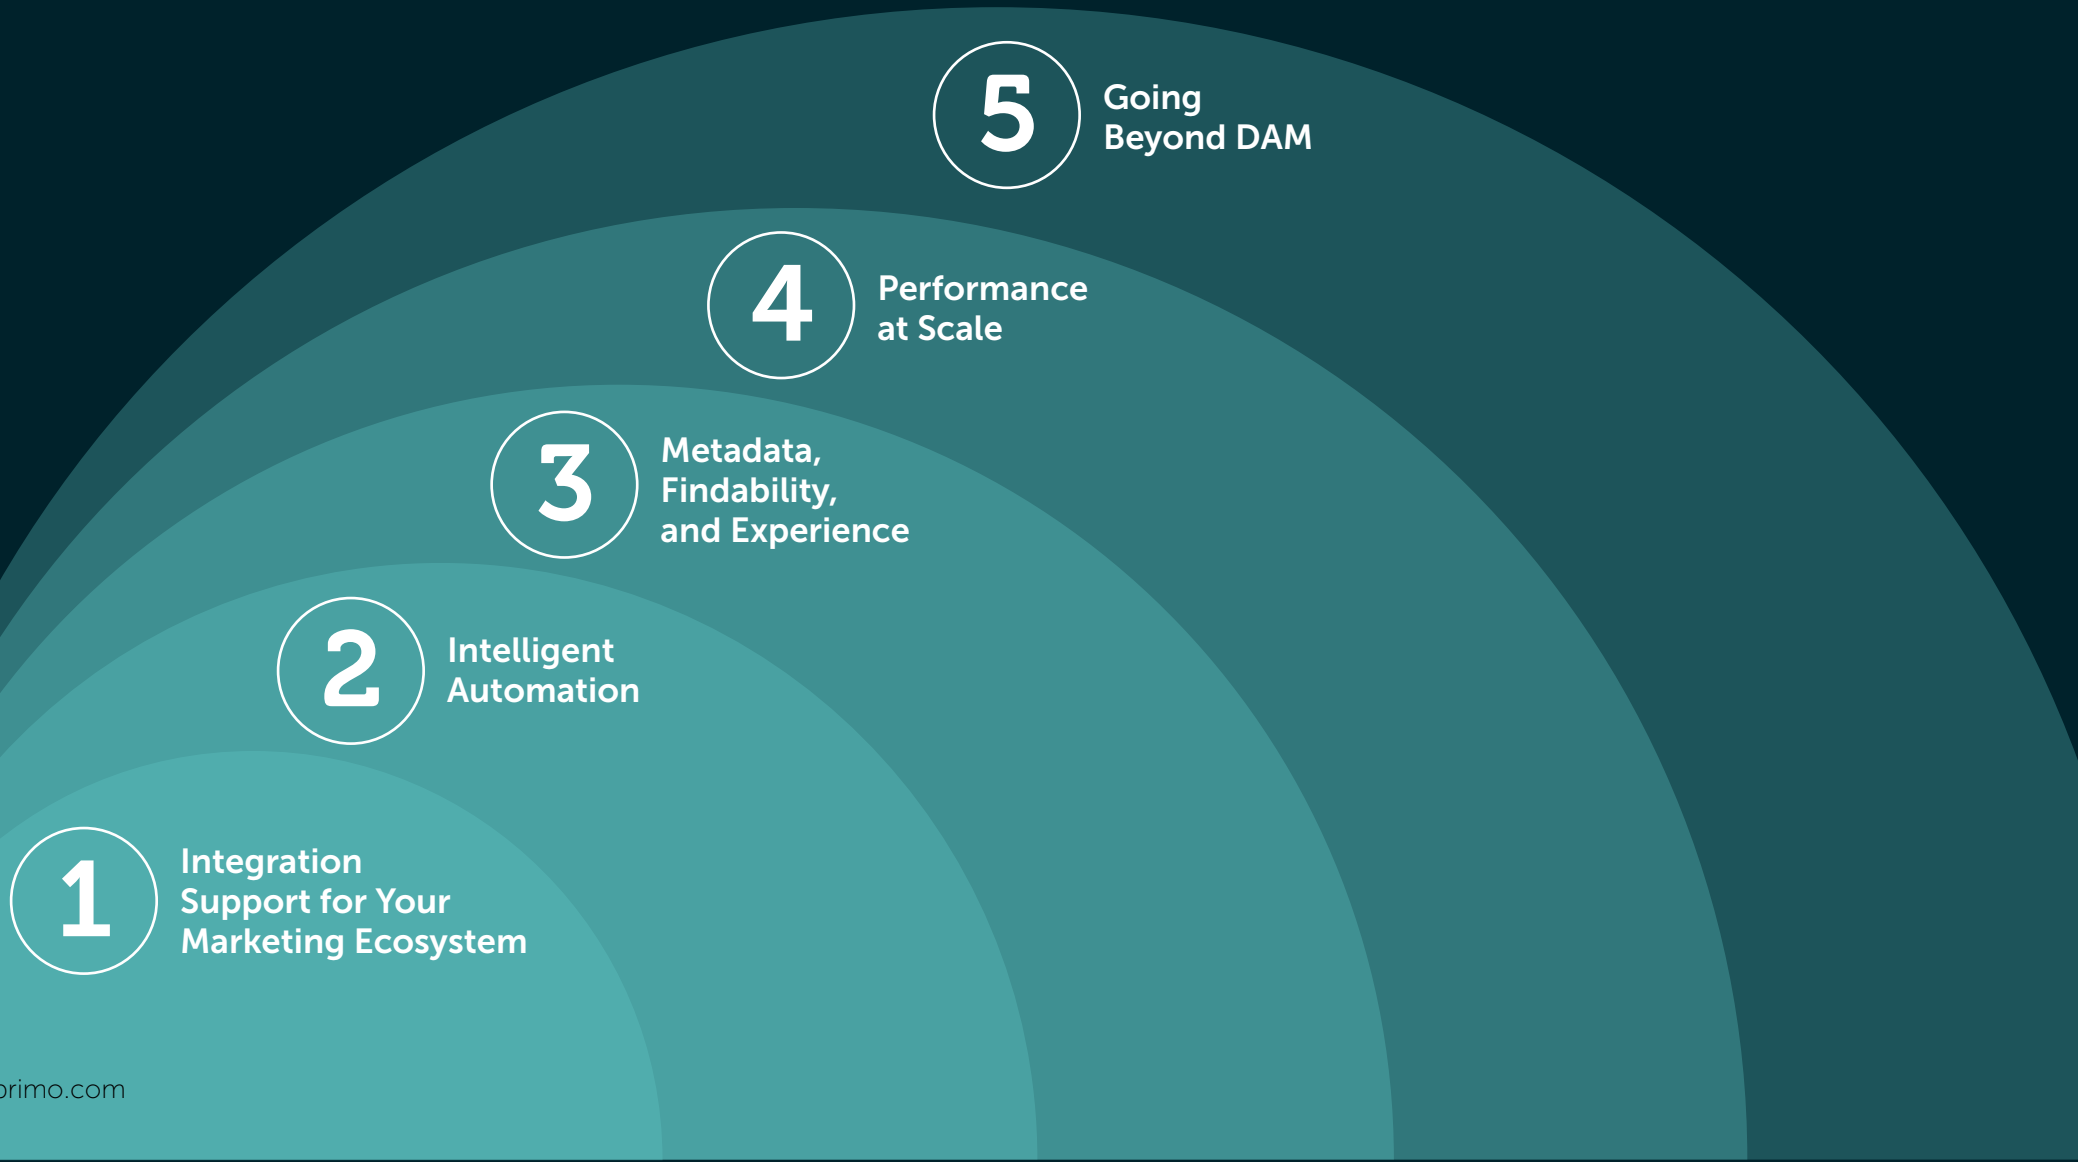 5
Going
Beyond DAM
4
Performance
at Scale
3
Metadata,
Findability,
and Experience
2
Intelligent
Automation
1
Integration
Support for Your
Marketing Ecosystem
primo.com